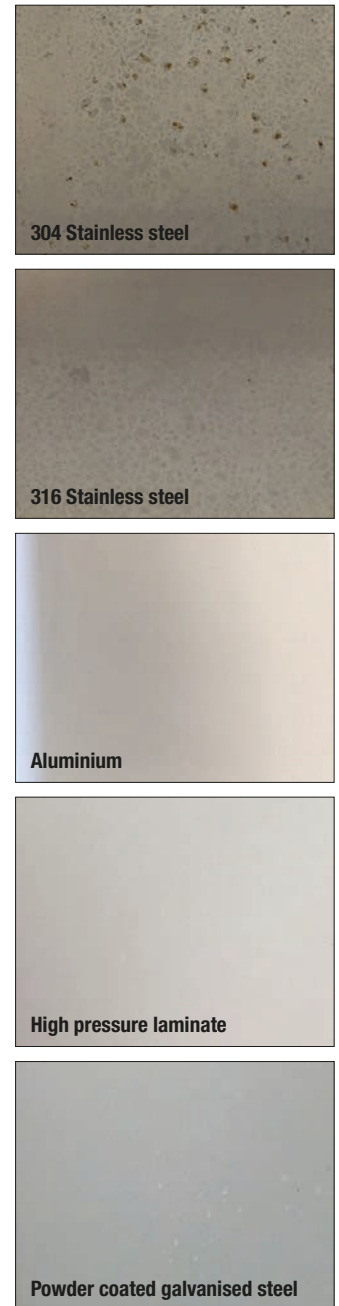 304 Stainless steel
316 Stainless steel
Aluminium
High pressure laminate
Powder coated galvanised steel